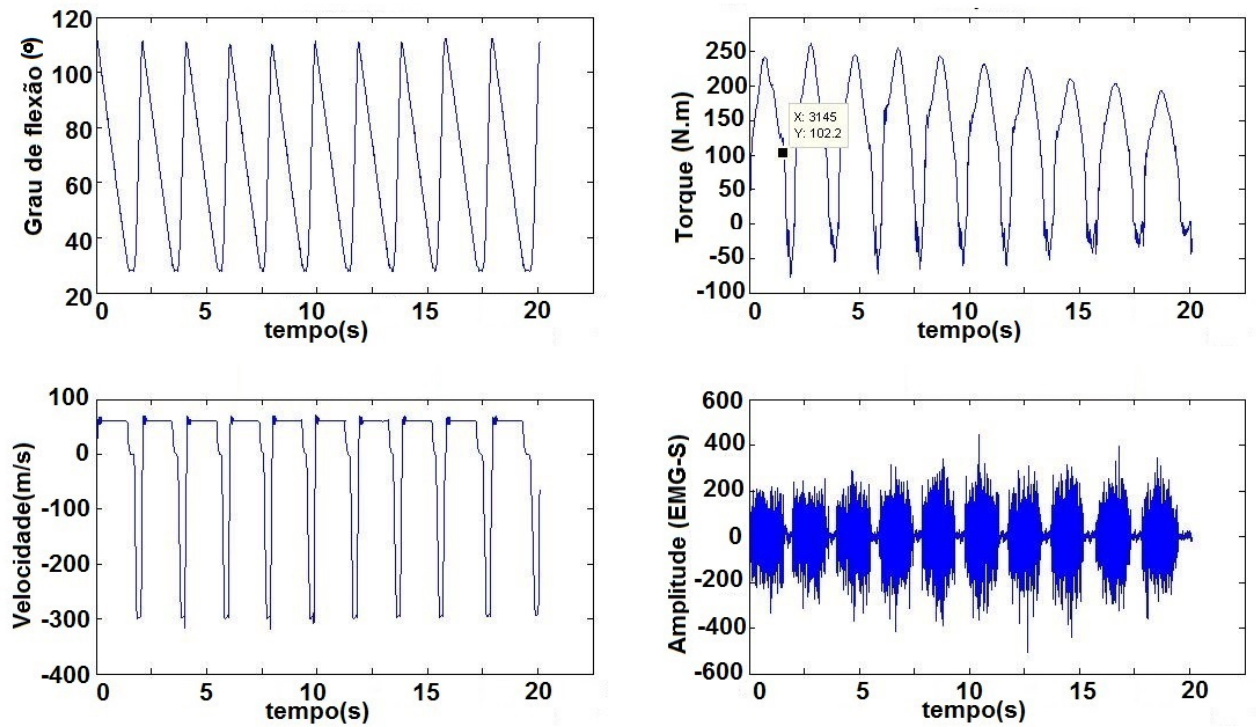 120
100
80
60
40
20
Grau de flexão (º)
0 5 10 15 20
tempo(s)
250
200
150
100
50
0
-50
-100
Torque (N.m)
X: 3145
Y: 102.2
0 5 10 15 20
tempo(s)
100
0
-100
-200
-300
-400
Velocidade(m/s)
0 5 10 15 20
tempo(s)
600
400
200
0
-200
-400
-600
Amplitude (EMG-S)
0 5 10 15 20
tempo(s)